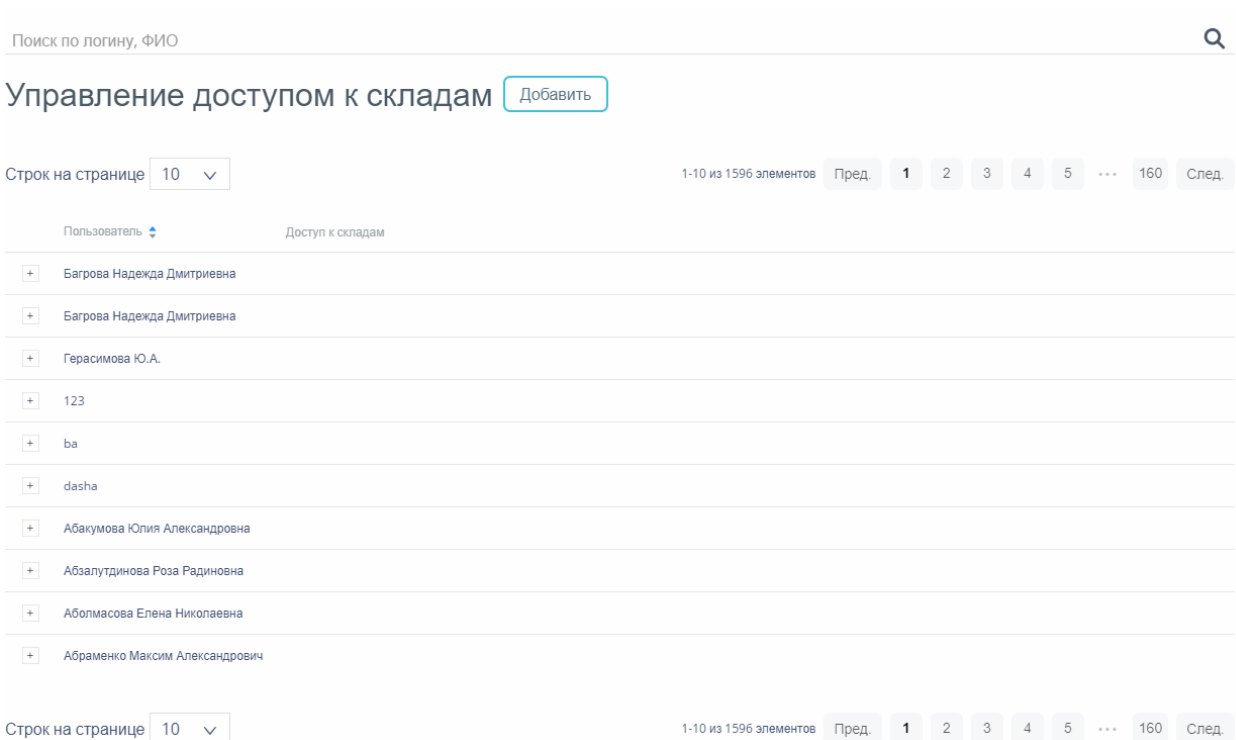 Поиск по логину, ФИО
Управление доступом к складам Добавить
Строк на странице 10 1-10 из 1596 элементов Пред. 1 2 3 4 5 ··· 160 След.
Пользователь Доступ к складам
+ Багрова Надежда Дмитриевна
+ Багрова Надежда Дмитриевна
+ Герасимова Ю.А.
+ 123
+ ba
+ dasha
+ Абакумова Юлия Александровна
+ Абзалутдинова Роза Радиновна
+ Аболмасова Елена Николаевна
+ Абраменко Максим Александрович
Строк на странице 10 1-10 из 1596 элементов Пред. 1 2 3 4 5 ··· 160 След.